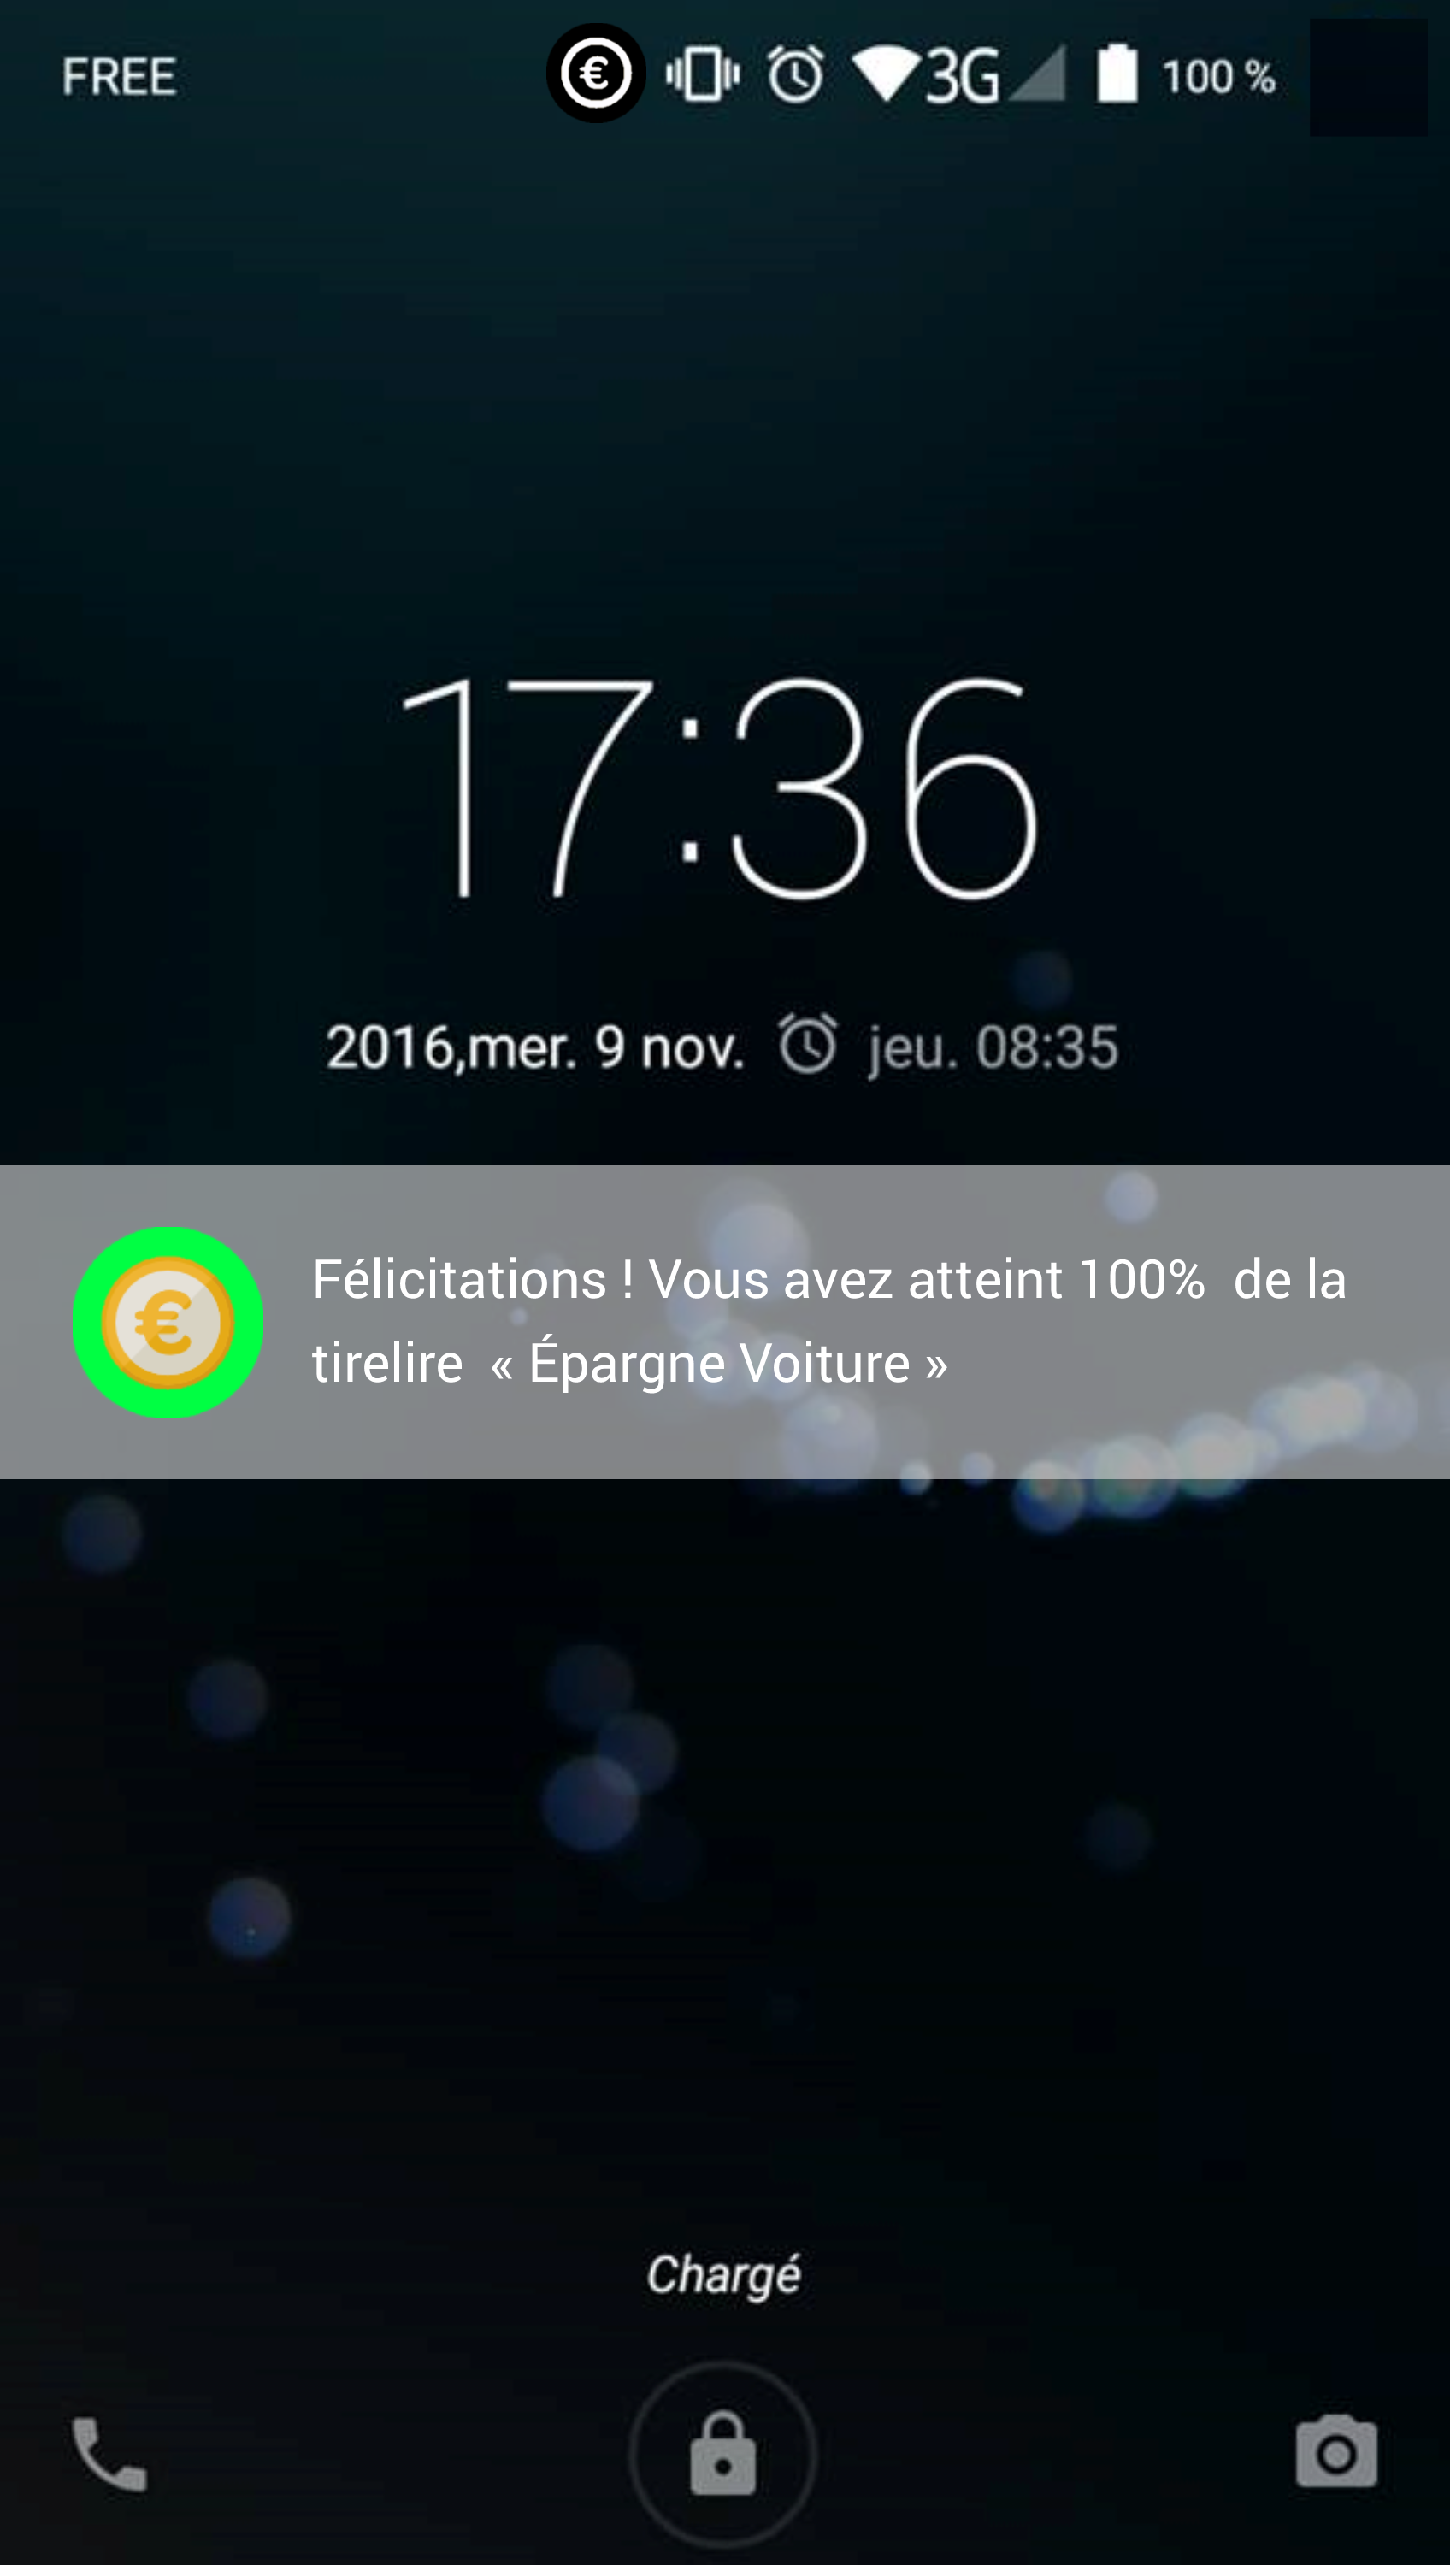 FREE € 3G 100 %
17:36
2016,mer. 9 nov. jeu. 08:35
€
Félicitations ! Vous avez atteint 100% de la
tirelire « Épargne Voiture »
Chargé